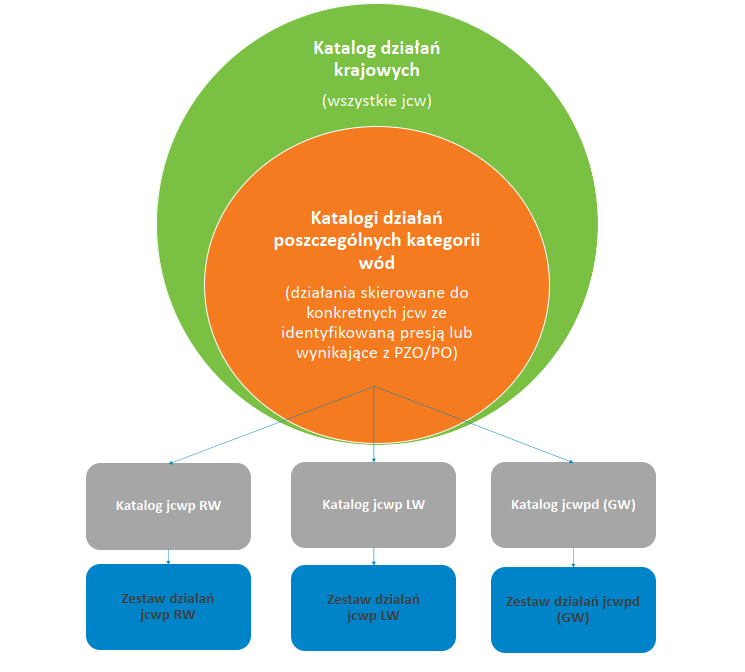 Katalog działań
krajowych
(wszystkie jcw)
Katalogi działań
poszczególnych kategorii
wód
(działania skierowane do
konkretnych jcw ze
identyfikowaną presją lub
wynikające z PZO/PO)
Katalog jcwp RW
Katalog jcwp LW
Katalog jcwpd (GW)
Zestaw działań
jcwp RW
Zestaw działań
jcwp LW
Zestaw działań jcwpd
(GW)